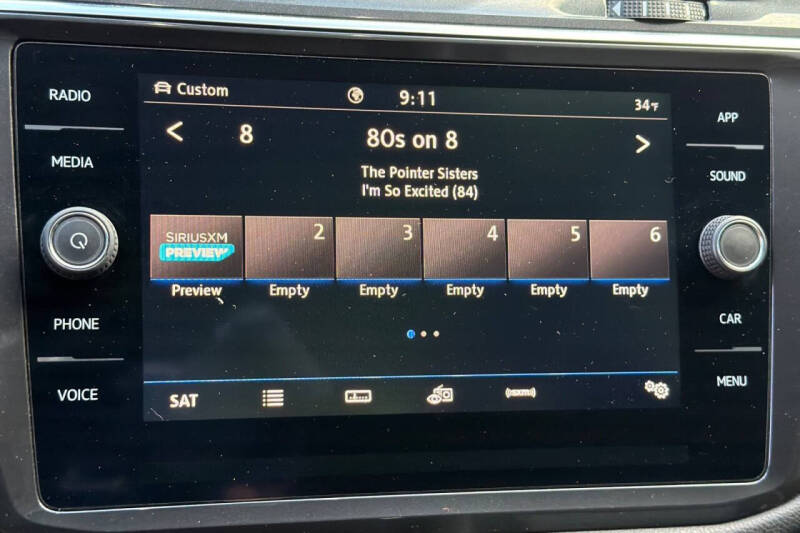 RADIO
MEDIA
PHONE
VOICE
Custom 9:11 34°F
< 8 80s on 8 >
The Pointer Sisters
I'm So Excited (84)
SIRIUSXM
PREVIEW
2 3 4 5 6
Preview Empty Empty Empty Empty Empty
SAT ((SXM))
APP
SOUND
CAR
MENU